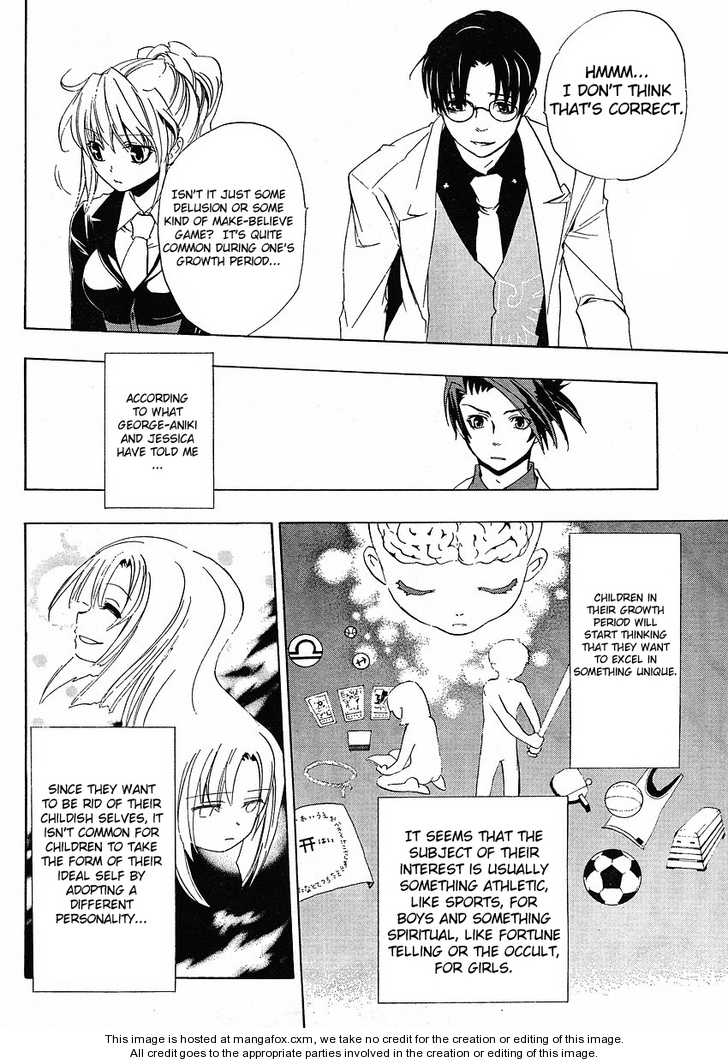 HMMM...
I DON'T THINK
THAT'S CORRECT.
ISN'T IT JUST SOME
DELUSION OR SOME
KIND OF MAKE-BELIEVE
GAME? IT'S QUITE
COMMON DURING ONE'S
GROWTH PERIOD...
ACCORDING
TO WHAT
GEORGE-ANIKI
AND JESSICA
HAVE TOLD ME
...
CHILDREN IN
THEIR GROWTH
PERIOD WILL
START THINKING
THAT THEY WANT
TO EXCEL IN
SOMETHING UNIQUE.
IT SEEMS THAT THE
SUBJECT OF THEIR
INTEREST IS USUALLY
SOMETHING ATHLETIC,
LIKE SPORTS, FOR
BOYS AND SOMETHING
SPIRITUAL, LIKE FORTUNE
TELLING OR THE OCCULT,
FOR GIRLS.
SINCE THEY WANT
TO BE RID OF THEIR
CHILDISH SELVES, IT
ISN'T COMMON FOR
CHILDREN TO TAKE
THE FORM OF THEIR
IDEAL SELF BY
ADOPTING A
DIFFERENT
PERSONALITY...
はい
This image is hosted at mangafox.cxm, we take no credit for the creation or editing of this image.
All credit goes to the appropriate parties involved in the creation or editing of this image.